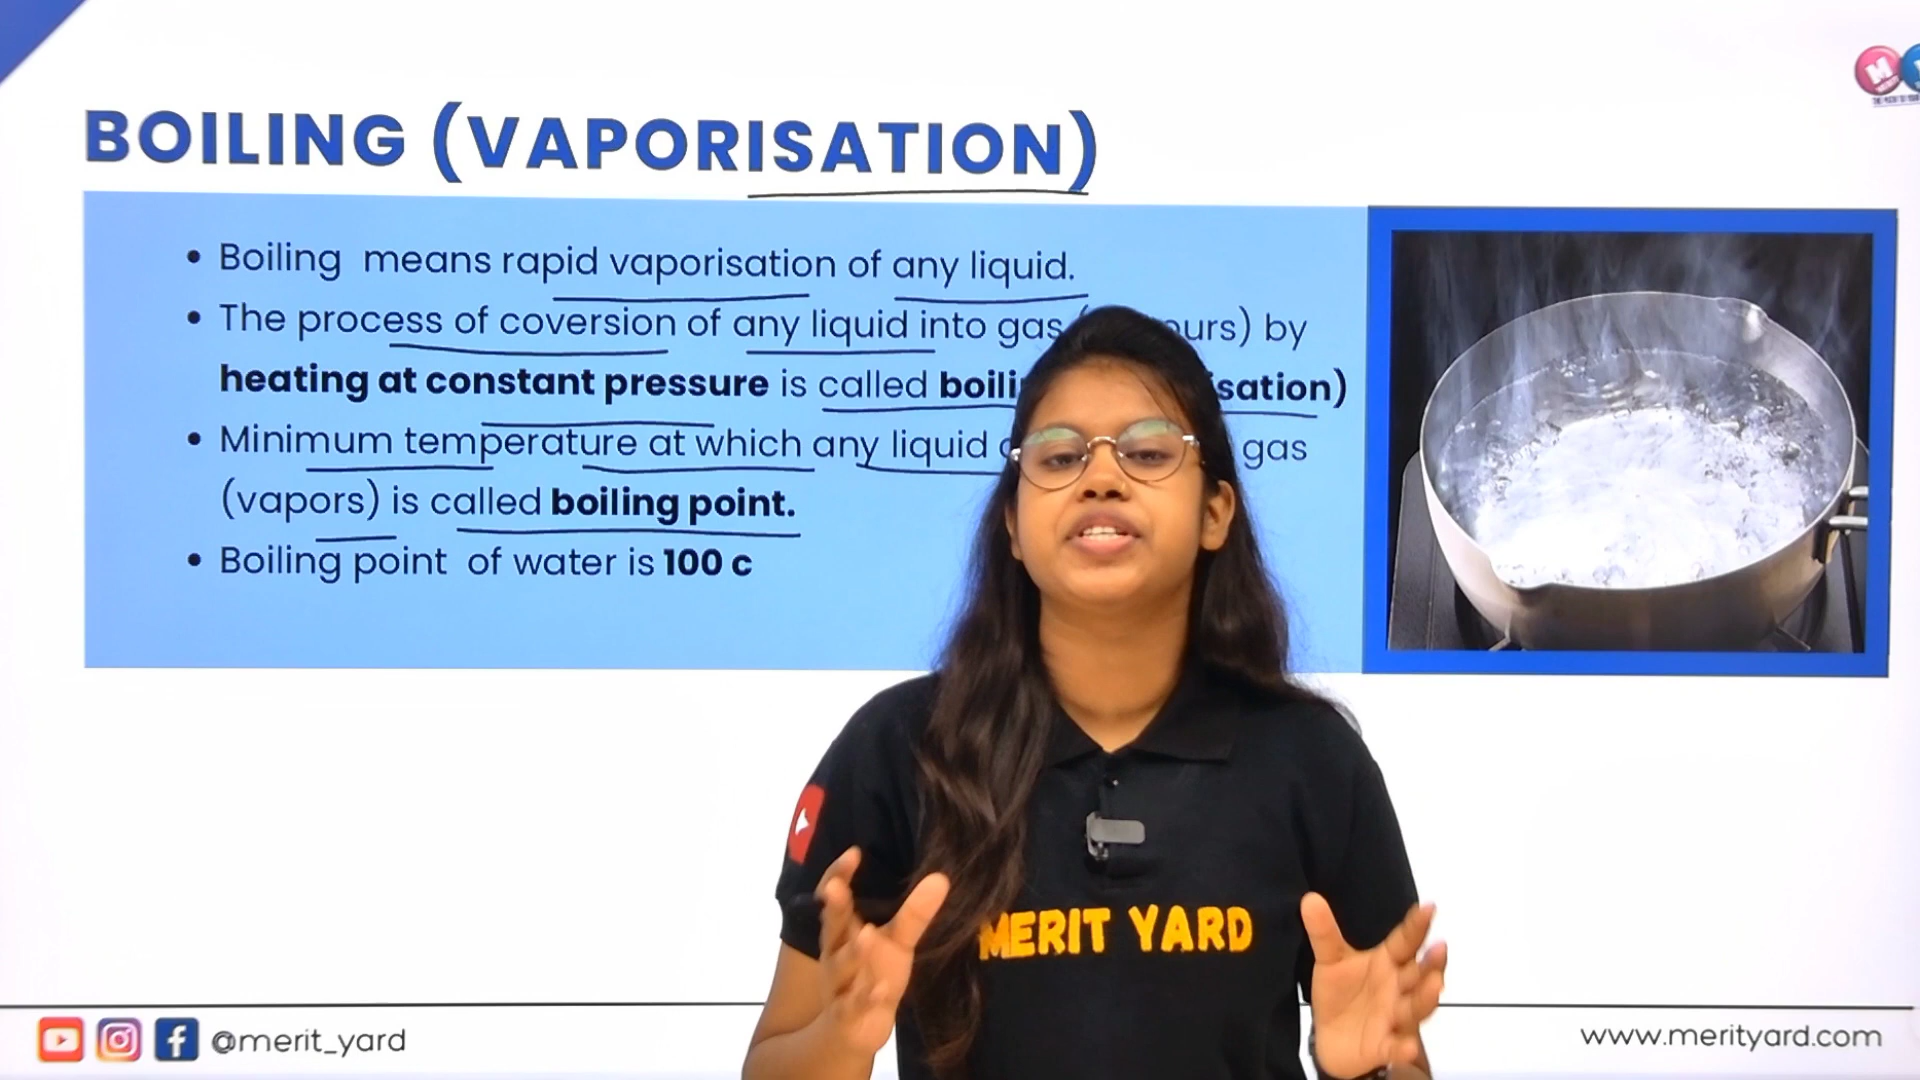 BOILING (VAPORISATION)
• Boiling means rapid vaporisation of any liquid.
• The process of coversion of any liquid into gas urs) by
heating at constant pressure is called boili sation)
• Minimum temperature at which any liquid gas
(vapors) is called boiling point.
• Boiling point of water is 100 c
MERIT YARD
@merit_yard
www.merityard.com